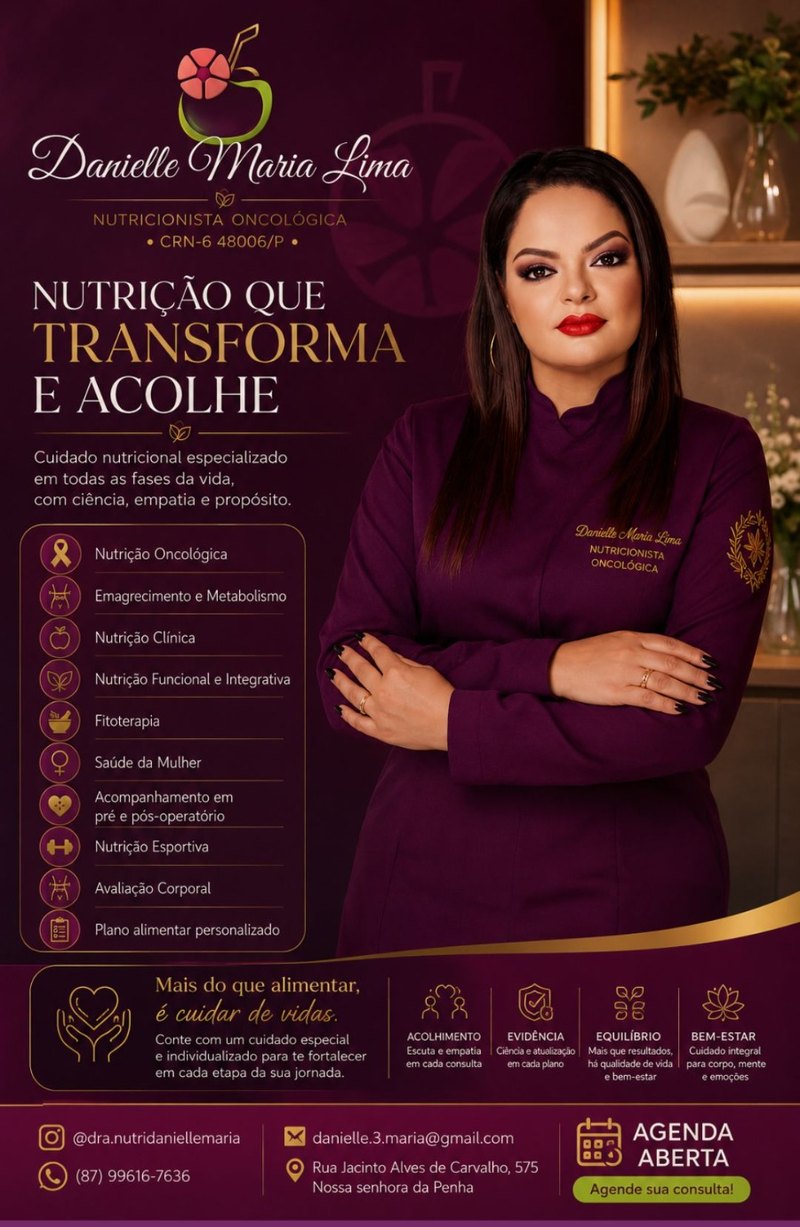 Danielle Maria Lima
NUTRICIONISTA ONCOLÓGICA
• CRN-6 48006/P •
NUTRIÇÃO QUE
TRANSFORMA
E ACOLHE
Cuidado nutricional especializado
em todas as fases da vida,
com ciência, empatia e propósito.
Nutrição Oncológica
Emagrecimento e Metabolismo
Nutrição Clínica
Nutrição Funcional e Integrativa
Fitoterapia
Saúde da Mulher
Acompanhamento em
pré e pós-operatório
Nutrição Esportiva
Avaliação Corporal
Plano alimentar personalizado
Danielle Maria Lima
NUTRICIONISTA
ONCOLÓGICA
Mais do que alimentar,
é cuidar de vidas.
Conte com um cuidado especial
e individualizado para te fortalecer
em cada etapa da sua jornada.
ACOLHIMENTO
Escuta e empatia
em cada consulta
EVIDÊNCIA
Ciência e atualização
em cada plano
EQUILÍBRIO
Mais que resultados,
há qualidade de vida
e bem-estar
BEM-ESTAR
Cuidado integral
para corpo, mente
e emoções
@dra.nutridaniellemaria
(87) 99616-7636
danielle.3.maria@gmail.com
Rua Jacinto Alves de Carvalho, 575
Nossa senhora da Penha
AGENDA
ABERTA
Agende sua consulta!